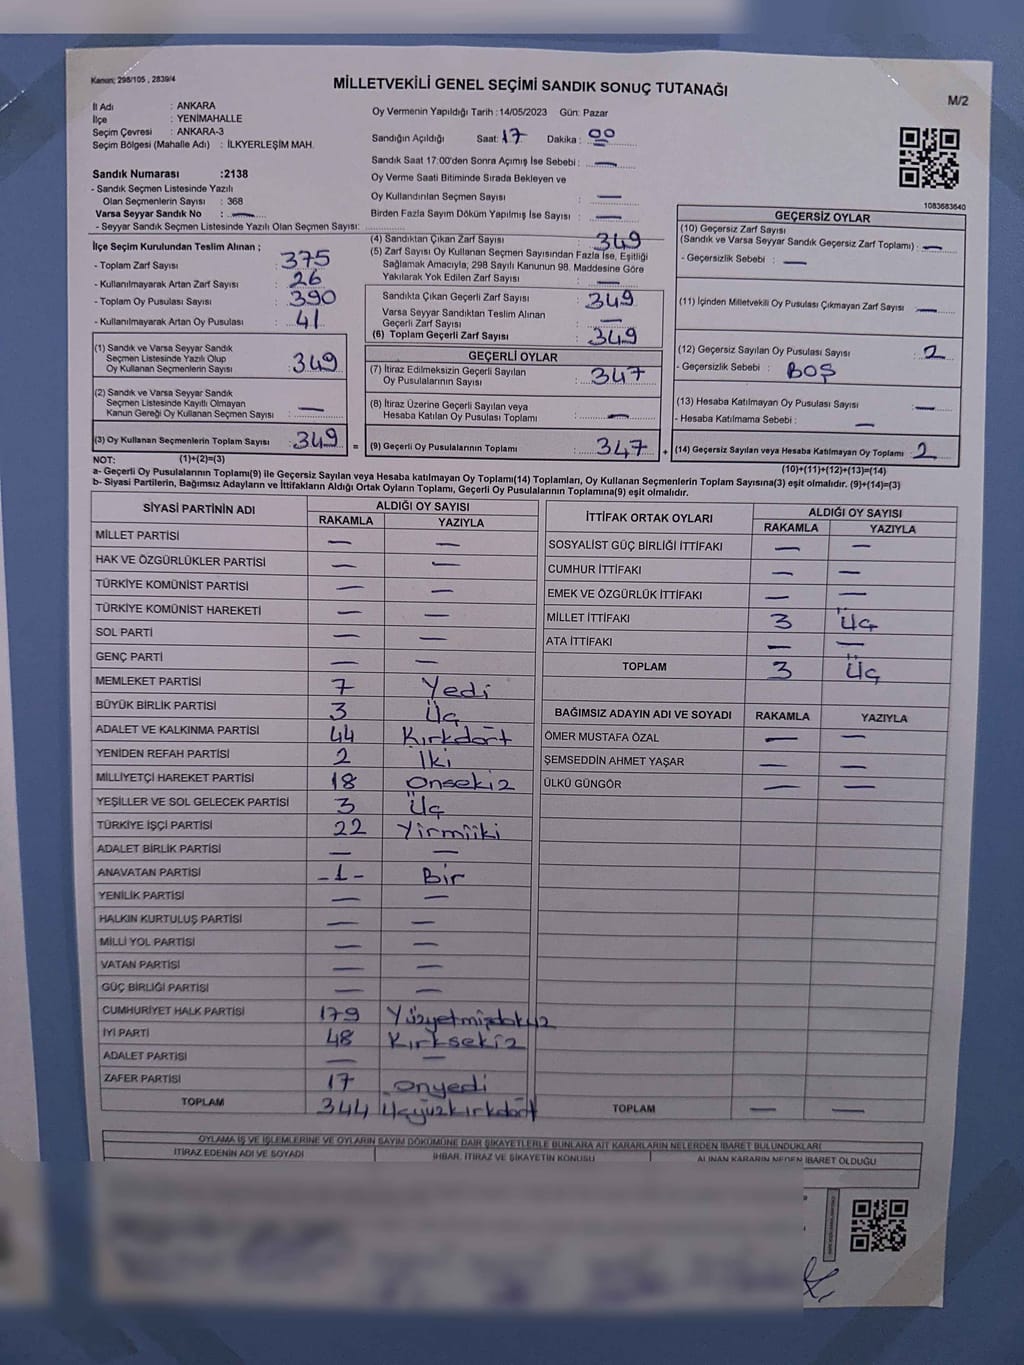 Kanun; 298/105 , 2839/4
MİLLETVEKİLİ GENEL SEÇİMİ SANDIK SONUÇ TUTANAĞI
M/2
İl Adı : ANKARA
İlçe : YENİMAHALLE
Seçim Çevresi : ANKARA-3
Seçim Bölgesi (Mahalle Adı) : İLKYERLEŞİM MAH.
Sandık Numarası :2138
- Sandık Seçmen Listesinde Yazılı
Olan Seçmenlerin Sayısı : 368
Varsa Seyyar Sandık No : —
- Seyyar Sandık Seçmen Listesinde Yazılı Olan Seçmen Sayısı:
İlçe Seçim Kurulundan Teslim Alınan ;
- Toplam Zarf Sayısı : 375
- Kullanılmayarak Artan Zarf Sayısı : 26
- Toplam Oy Pusulası Sayısı : 390
- Kullanılmayarak Artan Oy Pusulası : 41
(1) Sandık ve Varsa Seyyar Sandık
Seçmen Listesinde Yazılı Olup
Oy Kullanan Seçmenlerin Sayısı : 349
(2) Sandık ve Varsa Seyyar Sandık
Seçmen Listesinde Kayıtlı Olmayan
Kanun Gereği Oy Kullanan Seçmen Sayısı : —
(3) Oy Kullanan Seçmenlerin Toplam Sayısı : 349 =
Oy Vermenin Yapıldığı Tarih :14/05/2023 Gün: Pazar
Sandığın Açıldığı Saat: 17 Dakika : 00
Sandık Saat 17:00'den Sonra Açımış İse Sebebi : —
Oy Verme Saati Bitiminde Sırada Bekleyen ve
Oy Kullandırılan Seçmen Sayısı : —
Birden Fazla Sayım Döküm Yapılmış İse Sayısı : —
(4) Sandıktan Çıkan Zarf Sayısı : 349
(5) Zarf Sayısı Oy Kullanan Seçmen Sayısından Fazla İse, Eşitliği
Sağlamak Amacıyla, 298 Sayılı Kanunun 98. Maddesine Göre
Yakılarak Yok Edilen Zarf Sayısı : —
Sandıkta Çıkan Geçerli Zarf Sayısı : 349
Varsa Seyyar Sandıktan Teslim Alınan
Geçerli Zarf Sayısı : —
(6) Toplam Geçerli Zarf Sayısı : 349
GEÇERLİ OYLAR
(7) İtiraz Edilmeksizin Geçerli Sayılan
Oy Pusulalarının Sayısı : 347
(8) İtiraz Üzerine Geçerli Sayılan veya
Hesaba Katılan Oy Pusulası Toplamı : —
(9) Geçerli Oy Pusulalarının Toplamı : 347 +
1083683640
GEÇERSİZ OYLAR
(10) Geçersiz Zarf Sayısı
(Sandık ve Varsa Seyyar Sandık Geçersiz Zarf Toplamı) : —
- Geçersizlik Sebebi : —
(11) İçinden Milletvekili Oy Pusulası Çıkmayan Zarf Sayısı : —
(12) Geçersiz Sayılan Oy Pusulası Sayısı : 2
- Geçersizlik Sebebi : BOŞ
(13) Hesaba Katılmayan Oy Pusulası Sayısı : —
- Hesaba Katılmama Sebebi : —
(14) Geçersiz Sayılan veya Hesaba Katılmayan Oy Toplamı : 2
NOT: (1)+(2)=(3) (10)+(11)+(12)+(13)=(14)
a- Geçerli Oy Pusulalarının Toplamı(9) ile Geçersiz Sayılan veya Hesaba katılmayan Oy Toplamı(14) Toplamları, Oy Kullanan Seçmenlerin Toplam Sayısına(3) eşit olmalıdır. (9)+(14)=(3)
b- Siyasi Partilerin, Bağımsız Adayların ve İttifakların Aldığı Ortak Oyların Toplamı, Geçerli Oy Pusulalarının Toplamına(9) eşit olmalıdır.
SİYASİ PARTİNİN ADI ALDIĞI OY SAYISI
RAKAMLA YAZIYLA
MİLLET PARTİSİ — —
HAK VE ÖZGÜRLÜKLER PARTİSİ — —
TÜRKİYE KOMÜNİST PARTİSİ — —
TÜRKİYE KOMÜNİST HAREKETİ — —
SOL PARTİ — —
GENÇ PARTİ — —
MEMLEKET PARTİSİ 7 Yedi
BÜYÜK BİRLİK PARTİSİ 3 Üç
ADALET VE KALKINMA PARTİSİ 44 Kırkdört
YENİDEN REFAH PARTİSİ 2 İki
MİLLİYETÇİ HAREKET PARTİSİ 18 Onsekiz
YEŞİLLER VE SOL GELECEK PARTİSİ 3 Üç
TÜRKİYE İŞÇİ PARTİSİ 22 Yirmiiki
ADALET BİRLİK PARTİSİ — —
ANAVATAN PARTİSİ -1- Bir
YENİLİK PARTİSİ — —
HALKIN KURTULUŞ PARTİSİ — —
MİLLİ YOL PARTİSİ — —
VATAN PARTİSİ — —
GÜÇ BİRLİĞİ PARTİSİ — —
CUMHURİYET HALK PARTİSİ 179 Yüzyetmişdokuz
İYİ PARTİ 48 Kırksekiz
ADALET PARTİSİ — —
ZAFER PARTİSİ 17 Onyedi
TOPLAM 344 Üçyüzkırkdört
İTTİFAK ORTAK OYLARI ALDIĞI OY SAYISI
RAKAMLA YAZIYLA
SOSYALİST GÜÇ BİRLİĞİ İTTİFAKI — —
CUMHUR İTTİFAKI — —
EMEK VE ÖZGÜRLÜK İTTİFAKI — —
MİLLET İTTİFAKI 3 Üç
ATA İTTİFAKI — —
TOPLAM 3 Üç
BAĞIMSIZ ADAYIN ADI VE SOYADI RAKAMLA YAZIYLA
ÖMER MUSTAFA ÖZAL — —
ŞEMSEDDİN AHMET YAŞAR — —
ÜLKÜ GÜNGÖR — —
TOPLAM — —
OYLAMA İŞ VE İŞLEMLERİNE VE OYLARIN SAYIM DÖKÜMÜNE DAİR ŞİKAYETLERLE BUNLARA AİT KARARLARIN NELERDEN İBARET BULUNDUKLARI
İTİRAZ EDENİN ADI VE SOYADI İHBAR, İTİRAZ VE ŞİKAYETİN KONUSU ALINAN KARARIN NEDEN İBARET OLDUĞU